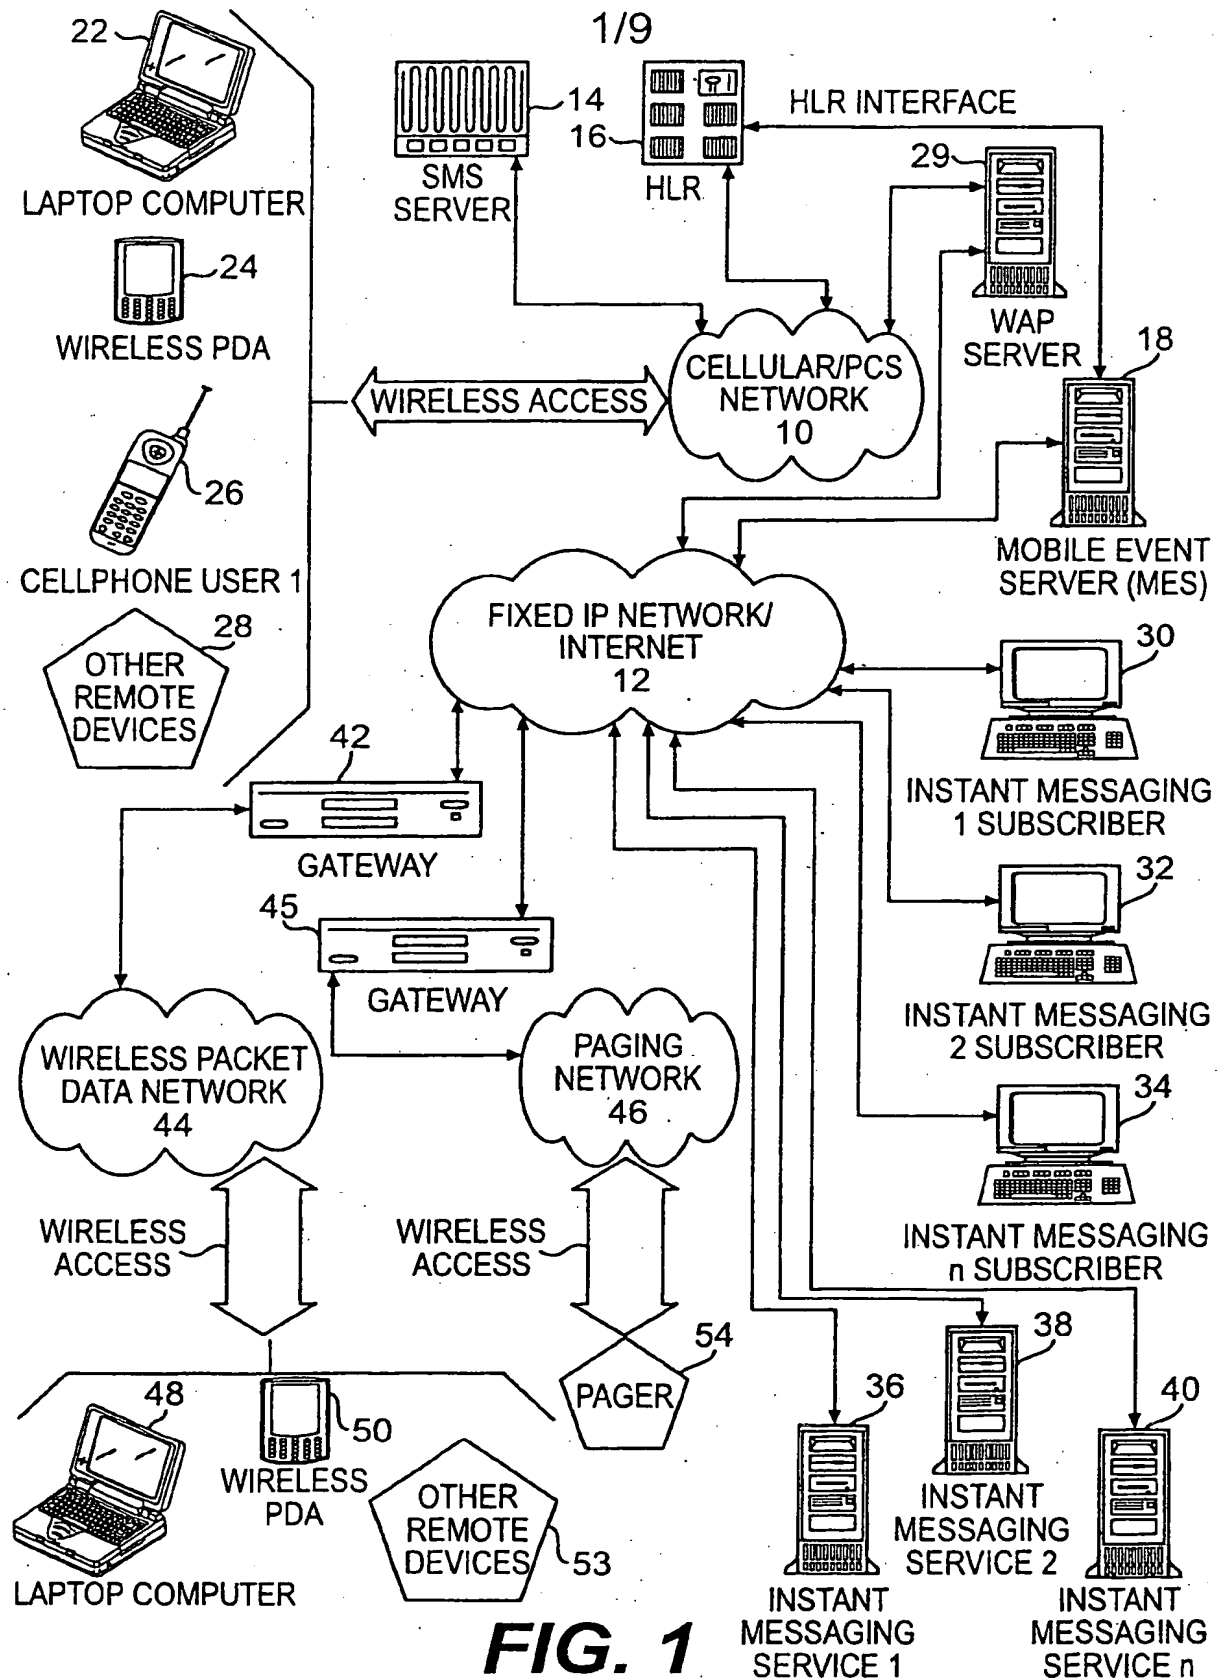 1/9
22
LAPTOP COMPUTER
24
WIRELESS PDA
26
CELLPHONE USER 1
28
OTHER
REMOTE
DEVICES
14
SMS
SERVER
16
HLR
HLR INTERFACE
29
WAP
SERVER
18
MOBILE EVENT
SERVER (MES)
WIRELESS ACCESS
CELLULAR/PCS
NETWORK
10
FIXED IP NETWORK/
INTERNET
12
30
INSTANT MESSAGING
1 SUBSCRIBER
32
INSTANT MESSAGING
2 SUBSCRIBER
34
INSTANT MESSAGING
n SUBSCRIBER
42
GATEWAY
45
GATEWAY
WIRELESS PACKET
DATA NETWORK
44
PAGING
NETWORK
46
WIRELESS
ACCESS
WIRELESS
ACCESS
48
LAPTOP COMPUTER
50
WIRELESS
PDA
OTHER
REMOTE
DEVICES
53
54
PAGER
36
INSTANT
MESSAGING
SERVICE 1
38
INSTANT
MESSAGING
SERVICE 2
40
INSTANT
MESSAGING
SERVICE n
FIG. 1